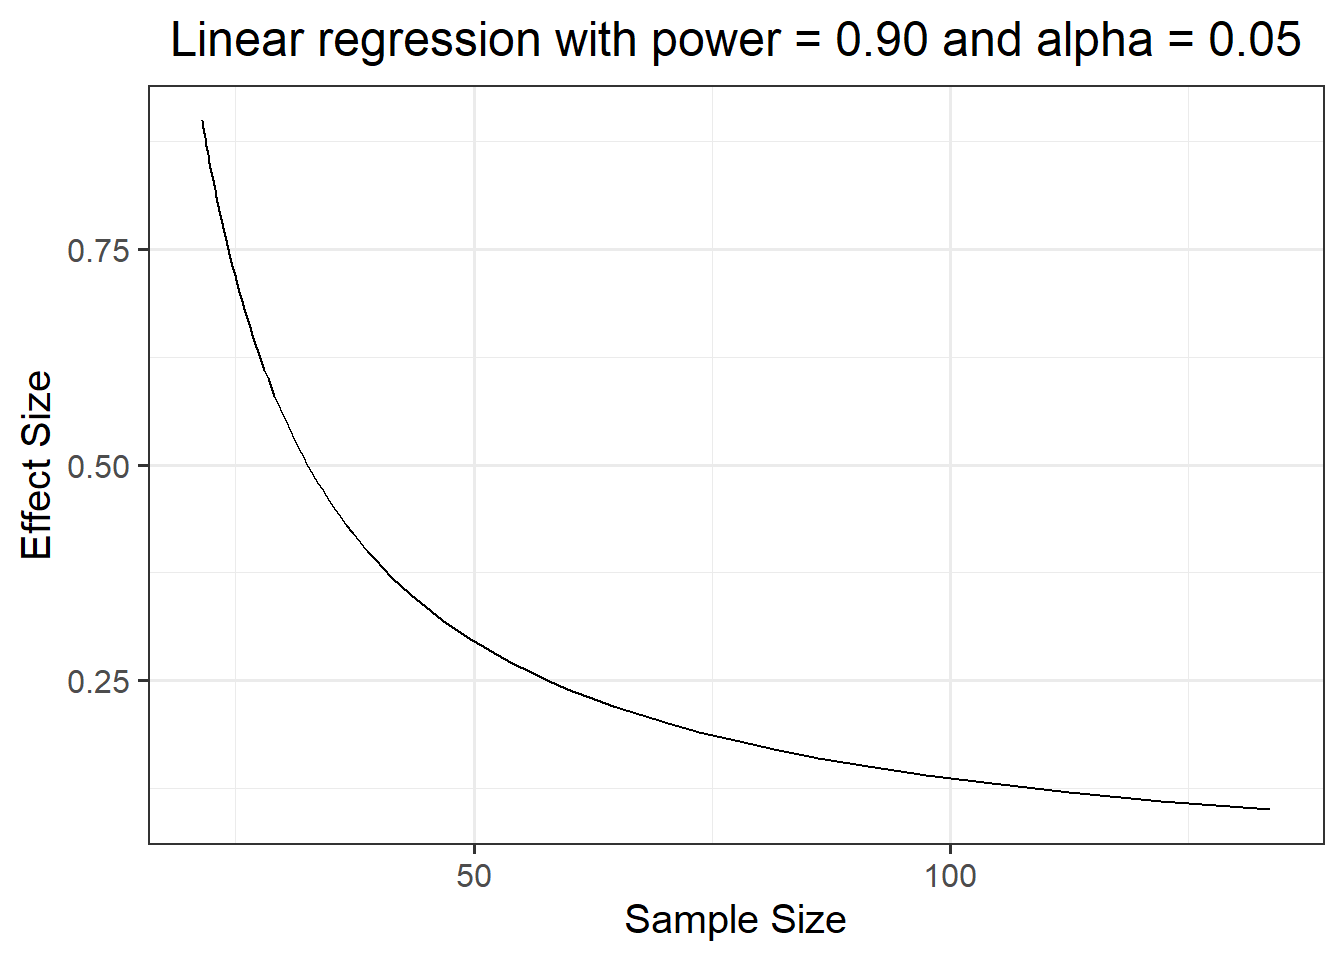 Linear regression with power = 0.90 and alpha = 0.05
Effect Size
0.75
0.50
0.25
50
100
Sample Size